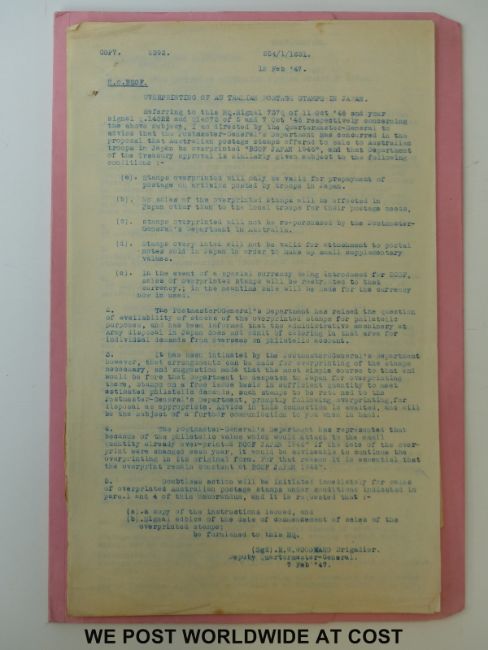 COPY. 8593. 554/1/1551.
12 Feb '47.
H.Q.BCOF.
OVERPRINTING OF AUSTRALIAN POSTAGE STAMPS IN JAPAN.
Referring to this HQ.Signal 7372 of 11 Oct '46 and your
signal and of 5 and 7 Oct '46 respectively concerning
the above subject, I am directed by the Quartermaster-General to
advise that the Postmaster-General's Department has concurred in the
proposal that Australian postage stamps offered to sale to Australian
troops in Japan be overprinted "BCOF JAPAN 1946", and that Department
of the Treasury approval is similarly given subject to the following
conditions :-
(a). Stamps overprinted will only be valid for prepayment of
postage on articles posted by troops in Japan.
(b). No sales of the overprinted stamps will be effected in
Japan other than to the local troops for their postage needs.
(c). Stamps overprinted will not be re-purchased by the Postmaster-
General's Department in Australia.
(d). Stamps overprinted will not be valid for attachment to postal
notes sold in Japan in order to make up small supplementary
values.
(e). In the event of a special currency being introduced for BCOF,
sales of overprinted stamps will be restricted to that
currency.; in the meantime sale will be made for the currency
now in use.
2. The PostmasterOGeneral's Department has raised the question
of availability of stocks of the overprinted stamps for philatelic
purposes, and has been informed that the administrative machinery at
Army disposal in Japan does not admit of catering in that area for
individual demands from overseas on philatelic account.
3. It has been intimated by the PostmasterGeneral's Department
however, that arrangements can be made for overprinting of the stamps
necessary, and suggestion made that the most simple course to that end
would be for that Department to despatch to Japan for overprinting
there, stamps on a free issue basis in sufficient quantity to meet
estimated philatelic demands, such stamps to be returned to the
Postmaster-General's Department, promptly following overprinting,for
disposal as appropriate. Advice in this connection is awaited, and will
be the subject of a further communication to you when in hand.
4. The Postmaster-General's Department has represented that
because of the philatelic value which would attach to the small
quantity already over-printed "BCOF JAPAN 1946" if the date of the over-
print were changed each year, it would be advisable to continue the
overprinting in its original form. For that reason it is essential that
the overprint remain constant at BCOF JAPAN 1946".
5. Doubtless action will be initiated immediately for sales
of overprinted Australian postage stamps under conditions indicated in
para.1 and 4 of this Memorandum, and it is requested that :-
(a).a copy of the instructions issued, and
(b).Signal advice of the date of commencement of sales of the
overprinted stamps;
be furnished to this HQ.
(Sgd). Brigadier.
Deputy Quartermaster-General.
7 Feb '47.
WE POST WORLDWIDE AT COST